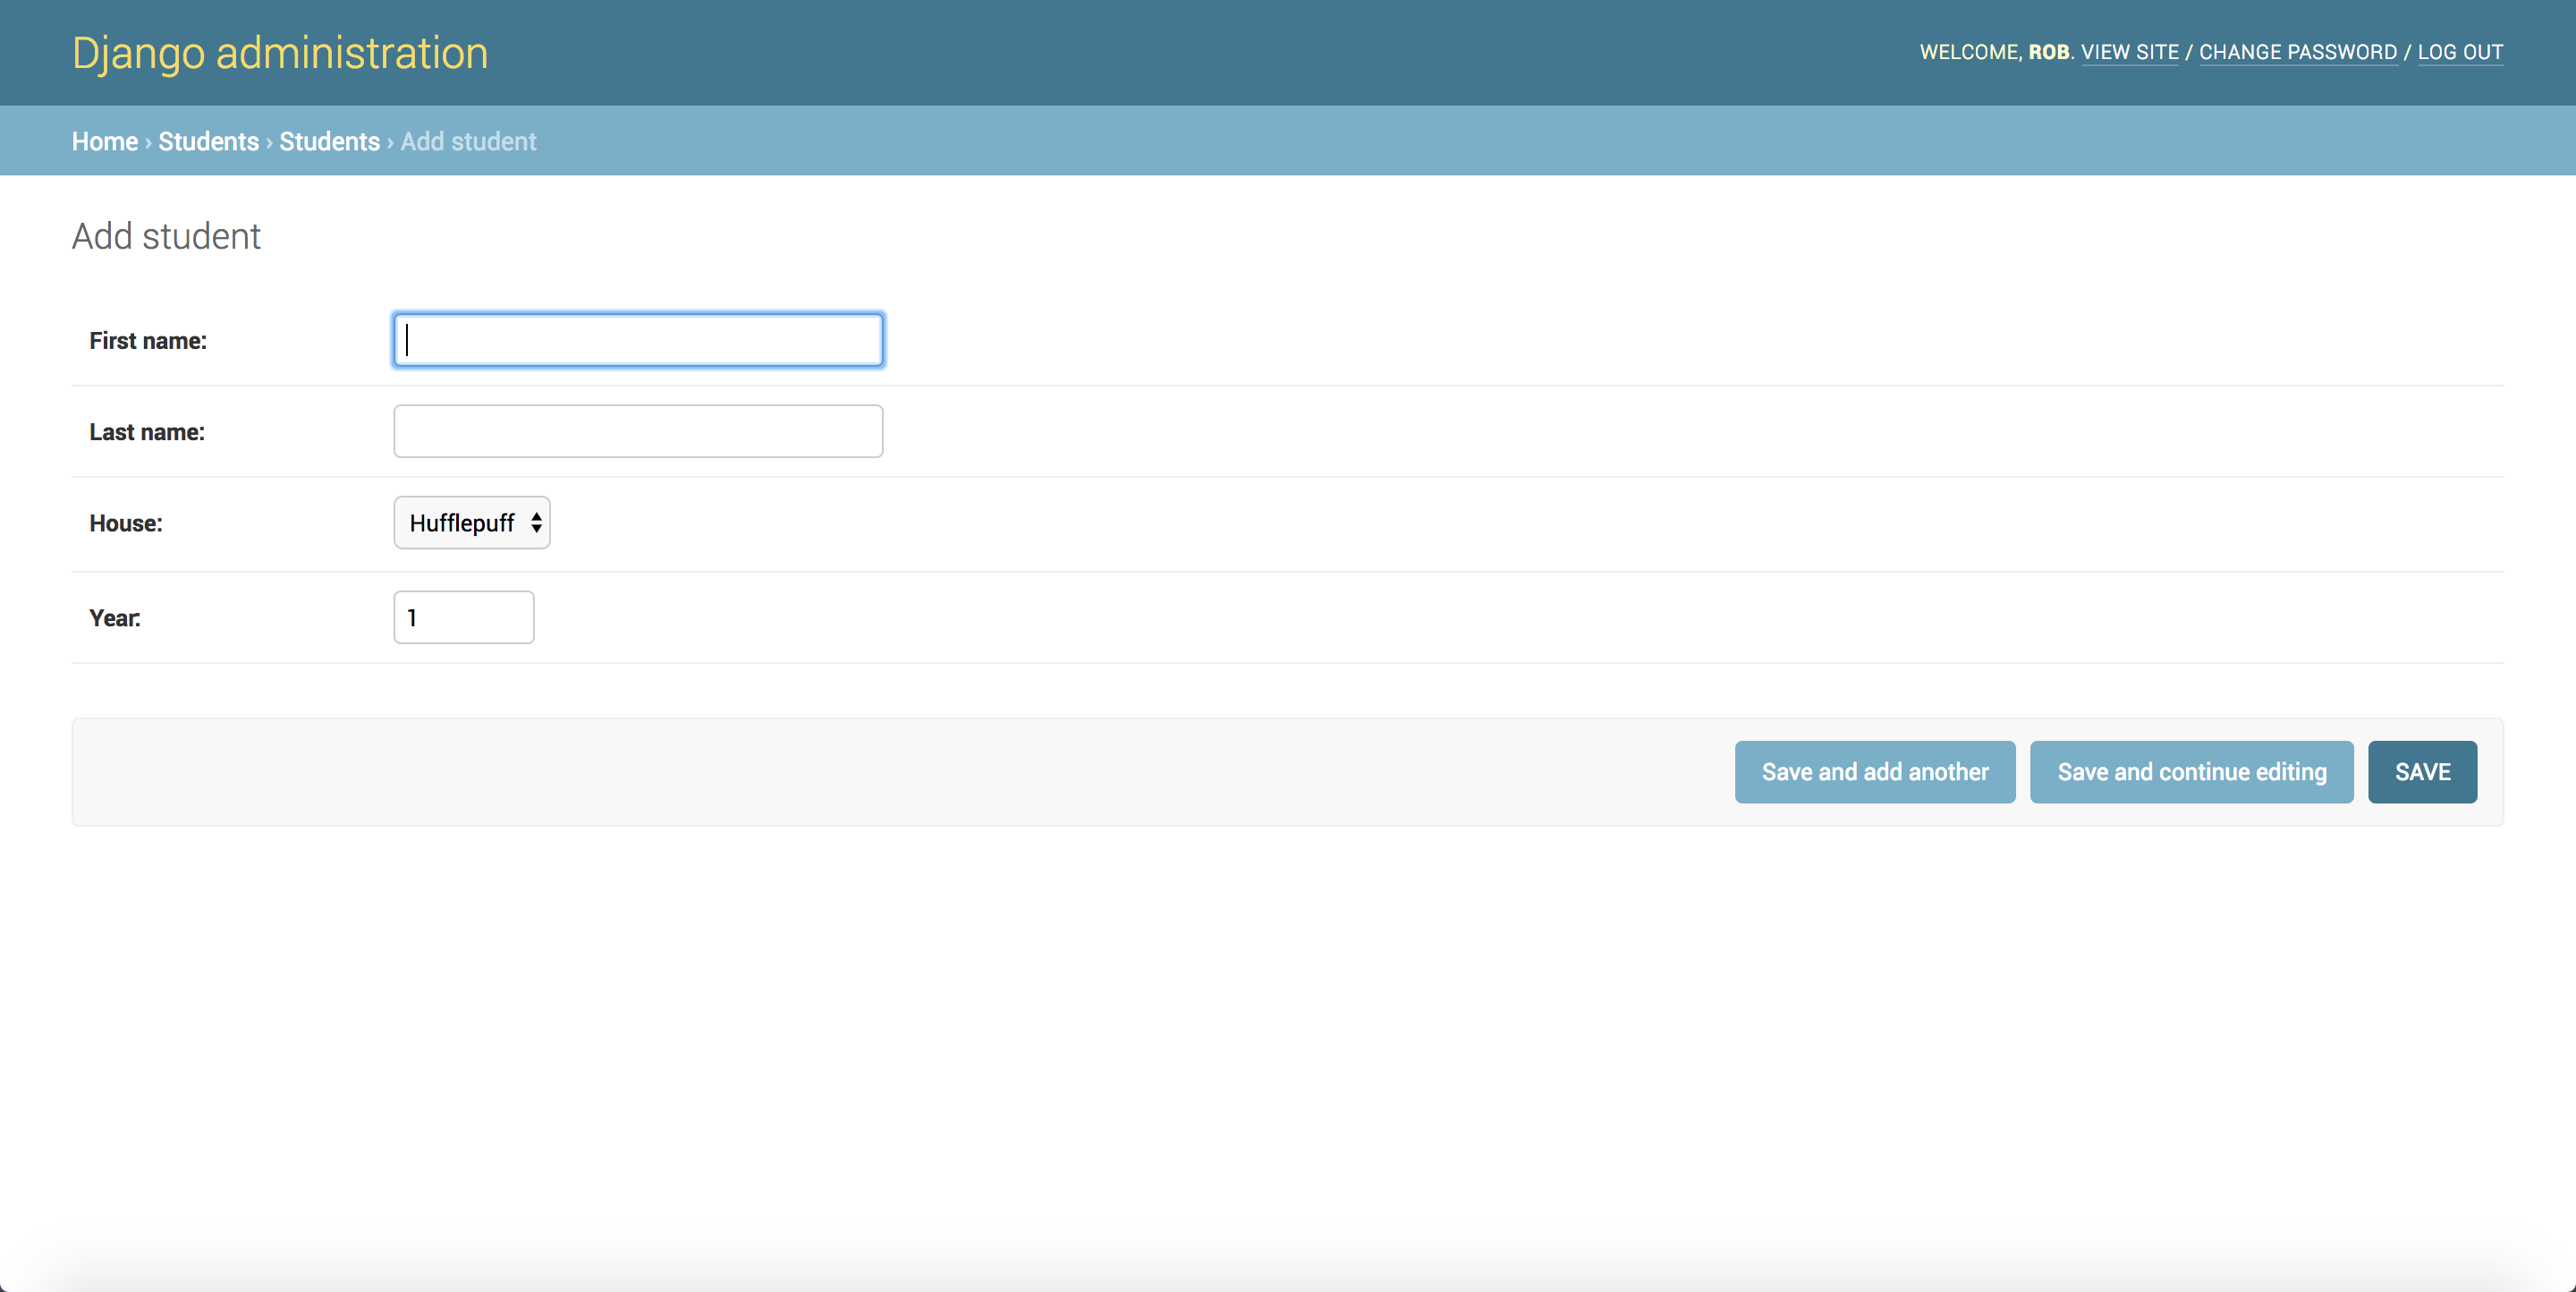 Django administration
WELCOME, ROB. VIEW SITE / CHANGE PASSWORD / LOG OUT
Home › Students › Students › Add student
Add student
First name:
Last name:
House:
Hufflepuff
Year:
1
Save and add another
Save and continue editing
SAVE